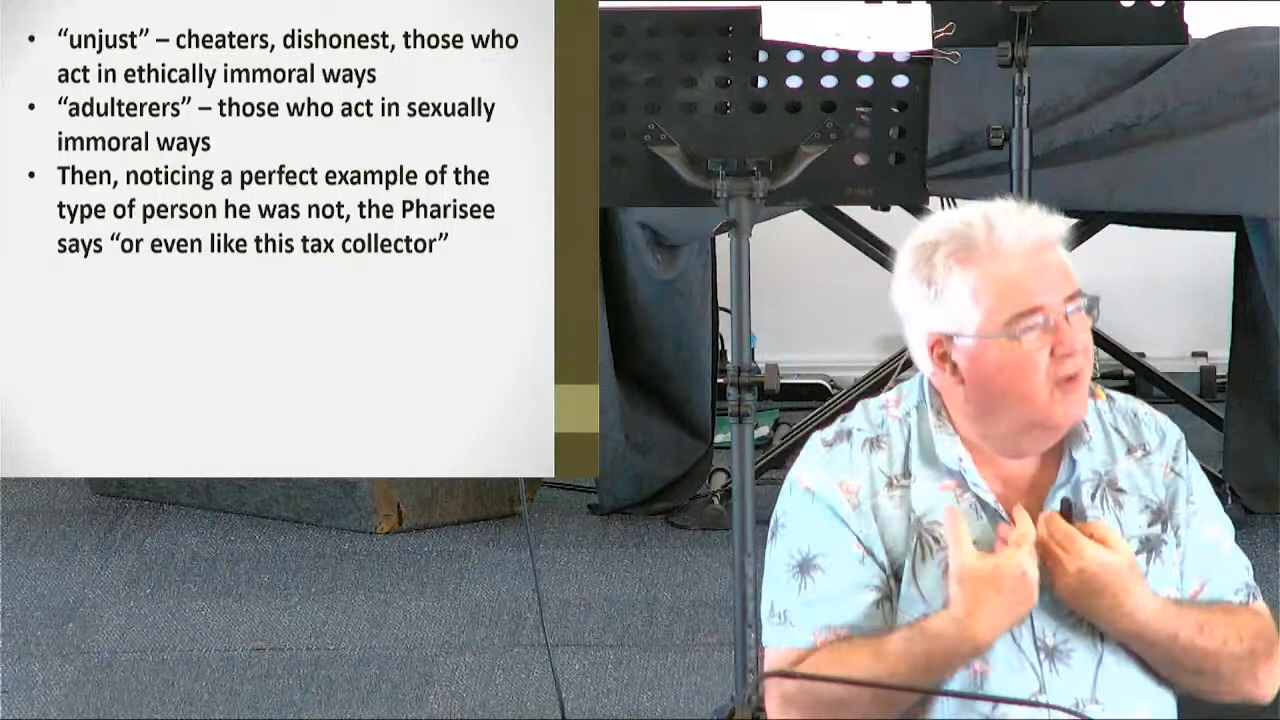 • “unjust” – cheaters, dishonest, those who
act in ethically immoral ways
• “adulterers” – those who act in sexually
immoral ways
• Then, noticing a perfect example of the
type of person he was not, the Pharisee
says “or even like this tax collector”